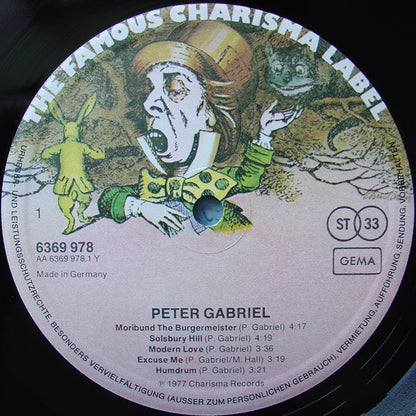 THE FAMOUS CHARISMA LABEL
1
6369 978
AA 6369 978.1 Y
Made in Germany
ST 33
GEMA
PETER GABRIEL
Moribund The Burgermeister (P. Gabriel) 4:17
Solsbury Hill (P. Gabriel) 4:19
Modern Love (P. Gabriel) 3:36
Excuse Me (P. Gabriel/M. Hall) 3:19
Humdrum (P. Gabriel) 3:21
℗ 1977 Charisma Records
URHEBER- UND LEISTUNGSSCHUTZRECHTE, BESONDERS VERVIELFÄLTIGUNG (AUSSER ZUM PERSÖNLICHEN GEBRAUCH), VERMIETUNG, AUFFÜHRUNG, SENDUNG, VORBEHALTEN